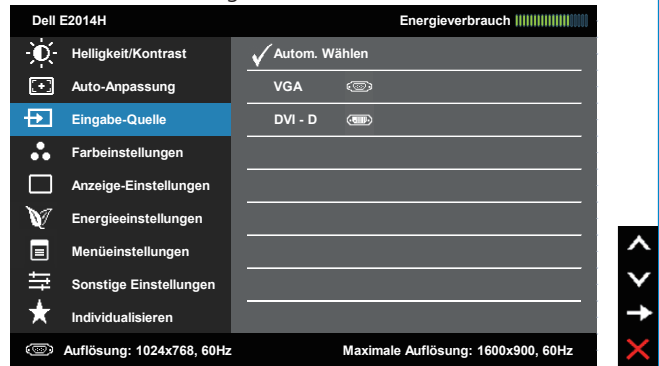 Dell E2014H Energieverbrauch
Helligkeit/Kontrast
Autom. Wählen
Auto-Anpassung
VGA
Eingabe-Quelle
DVI - D
Farbeinstellungen
Anzeige-Einstellungen
Energieeinstellungen
Menüeinstellungen
Sonstige Einstellungen
Individualisieren
Auflösung: 1024x768, 60Hz Maximale Auflösung: 1600x900, 60Hz